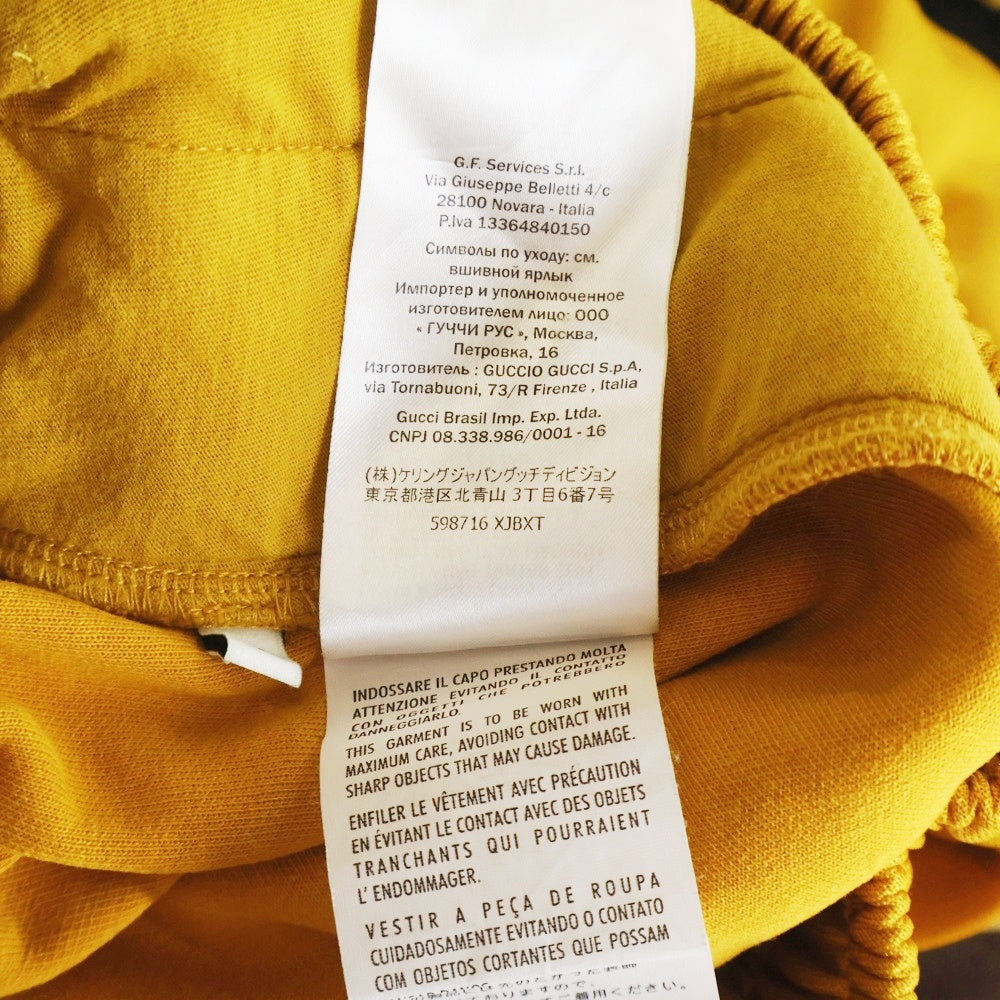 G.F. Services S.r.l.
Via Giuseppe Belletti 4/c
28100 Novara - Italia
P.Iva 13364840150
Символы по уходу: см.
вшивной ярлык
Импортер и уполномоченное
изготовителем лицо: ООО
« ГУЧЧИ РУС », Москва,
Петровка, 16
Изготовитель : GUCCIO GUCCI S.p.A,
via Tornabuoni, 73/R Firenze , Italia
Gucci Brasil Imp. Exp. Ltda.
CNPJ 08.338.986/0001 - 16
(株)ケリングジャパングッチディビジョン
東京都港区北青山 3丁目6番7号
598716 XJBXT
INDOSSARE IL CAPO PRESTANDO MOLTA
ATTENZIONE EVITANDO IL CONTATTO
CON OGGETTI CHE POTREBBERO
DANNEGGIARLO.
THIS GARMENT IS TO BE WORN WITH
MAXIMUM CARE, AVOIDING CONTACT WITH
SHARP OBJECTS THAT MAY CAUSE DAMAGE.
ENFILER LE VÊTEMENT AVEC PRÉCAUTION
EN ÉVITANT LE CONTACT AVEC DES OBJETS
TRANCHANTS QUI POURRAIENT
L' ENDOMMAGER.
VESTIR A PEÇA DE ROUPA
CUIDADOSAMENTE EVITANDO O CONTATO
COM OBJETOS CORTANTES QUE POSSAM
ご着用ください。